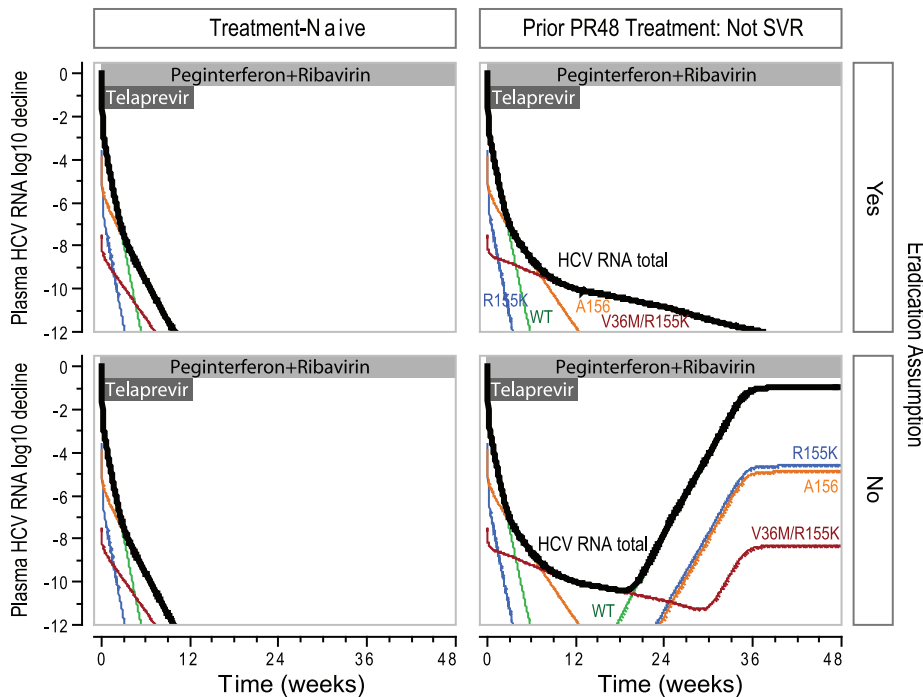 Treatment-Naive
Prior PR48 Treatment: Not SVR
Plasma HCV RNA log10 decline
0
-2
-4
-6
-8
-10
-12
Peginterferon+Ribavirin
Telaprevir
Peginterferon+Ribavirin
Telaprevir
HCV RNA total
R155K
WT
A156
V36M/R155K
Yes
Eradication Assumption
Plasma HCV RNA log10 decline
0
-2
-4
-6
-8
-10
-12
Peginterferon+Ribavirin
Telaprevir
Peginterferon+Ribavirin
Telaprevir
R155K
A156
V36M/R155K
HCV RNA total
WT
No
0 12 24 36 48
0 12 24 36 48
Time (weeks)
Time (weeks)